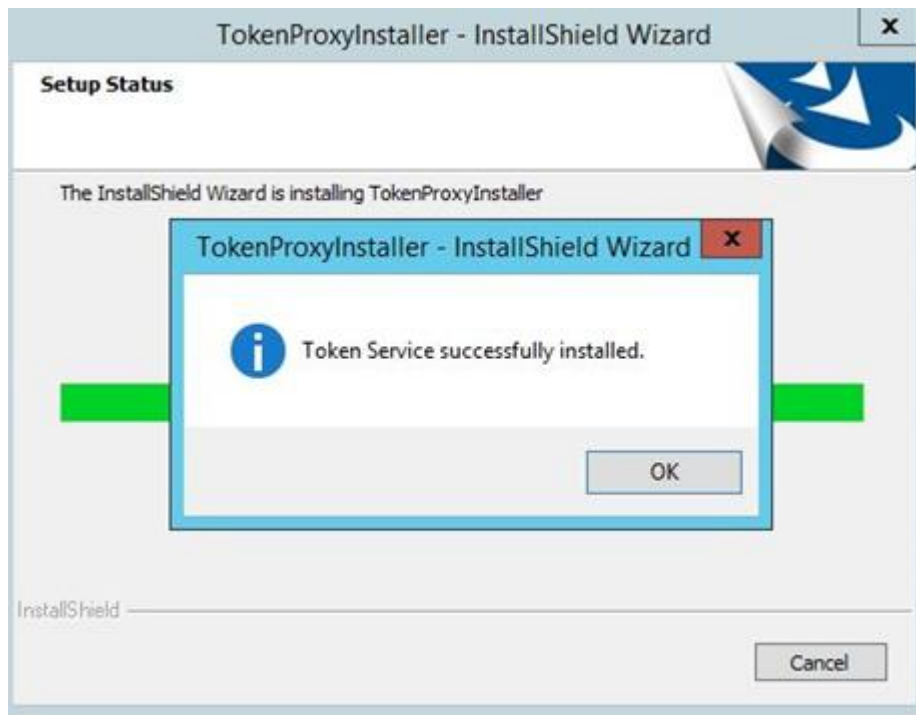 TokenProxyInstaller - InstallShield Wizard
x
Setup Status
The InstallShield Wizard is installing TokenProxyInstaller
TokenProxyInstaller - InstallShield Wizard
x
Token Service successfully installed.
OK
InstallShield
Cancel